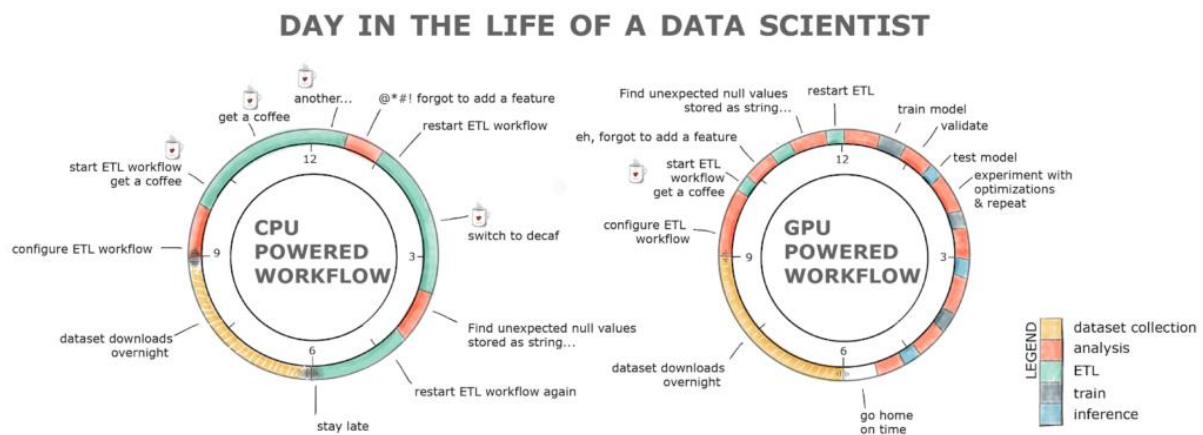 DAY IN THE LIFE OF A DATA SCIENTIST
another...
@*#! forgot to add a feature
get a coffee
restart ETL workflow
start ETL workflow
get a coffee
12
CPU
POWERED
WORKFLOW
switch to decaf
configure ETL workflow
9
3
dataset downloads
overnight
Find unexpected null values
stored as string...
6
restart ETL workflow again
stay late
Find unexpected null values
stored as string...
restart ETL
train model
validate
eh, forgot to add a feature
test model
start ETL
workflow
get a coffee
experiment with
optimizations
& repeat
12
configure ETL
workflow
GPU
POWERED
WORKFLOW
9
3
dataset downloads
overnight
6
go home
on time
LEGEND
dataset collection
analysis
ETL
train
inference